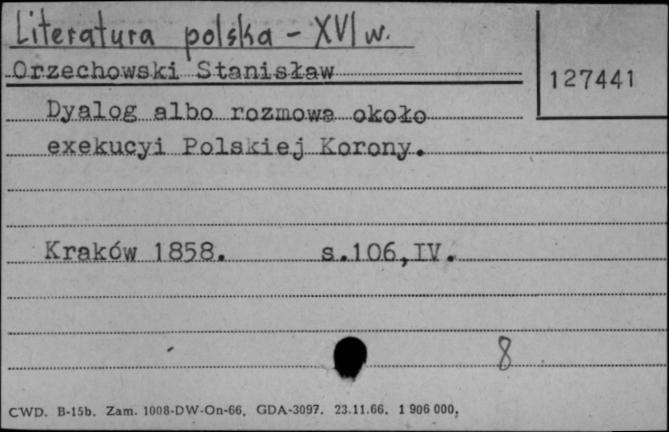 Literatura polska - XVI w.
Orzechowski Stanisław
127441
Dyalog albo rozmowa około
exekucyi Polskiej Korony.
Kraków 1858. s.106,IV.
8
CWD. B-15b. Zam. 1008-DW-On-66. GDA-3097. 23.11.66. 1 906 000.